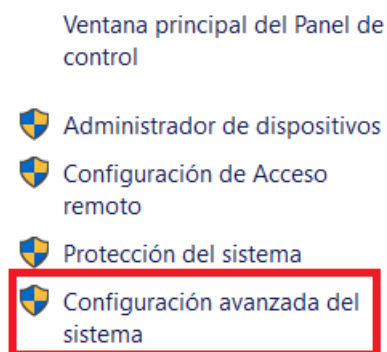 Ventana principal del Panel de
control
Administrador de dispositivos
Configuración de Acceso
remoto
Protección del sistema
Configuración avanzada del
sistema